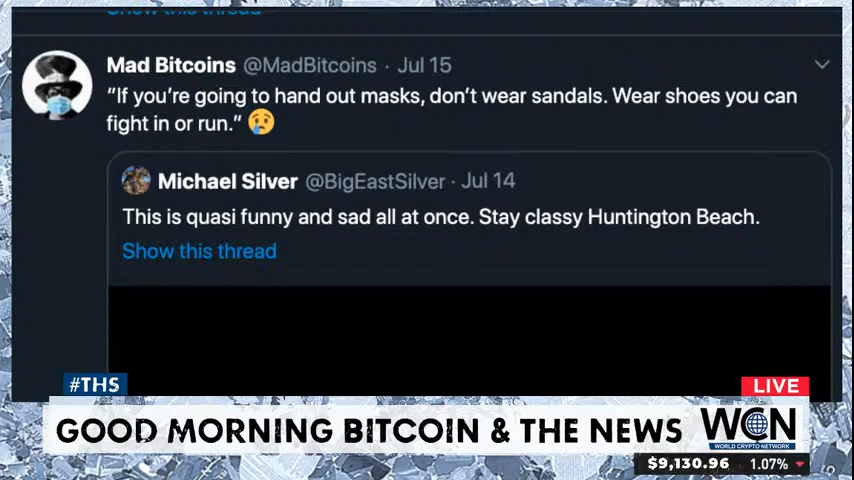 Show this thread
Mad Bitcoins @MadBitcoins · Jul 15
“If you’re going to hand out masks, don’t wear sandals. Wear shoes you can
fight in or run.” 😢
Michael Silver @BigEastSilver · Jul 14
This is quasi funny and sad all at once. Stay classy Huntington Beach.
Show this thread
#THS
LIVE
GOOD MORNING BITCOIN & THE NEWS
WCN
WORLD CRYPTO NETWORK
$9,130.96 1.07%